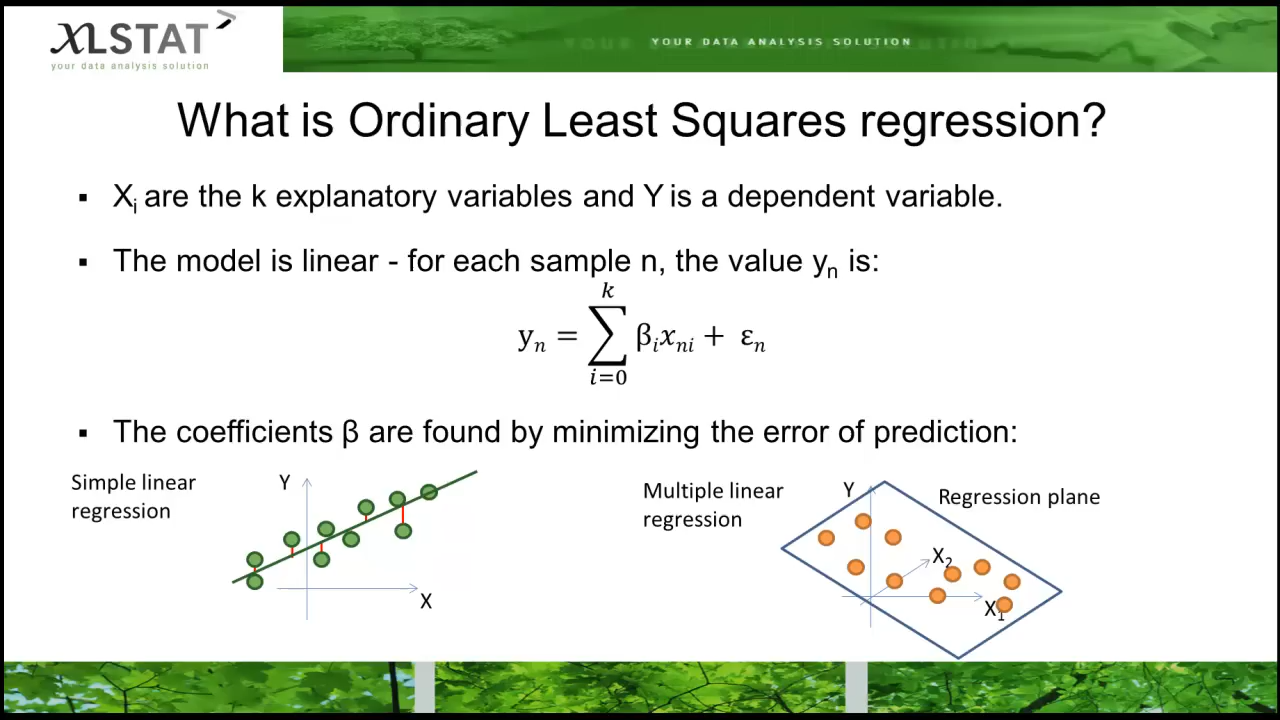 XLSTAT
your data analysis solution
YOUR DATA ANALYSIS SOLUTION
What is Ordinary Least Squares regression?
▪ Xᵢ are the k explanatory variables and Y is a dependent variable.
▪ The model is linear - for each sample n, the value yₙ is:
yₙ = ∑ᵢ₌₀ᵏ βᵢxₙᵢ + εₙ
▪ The coefficients β are found by minimizing the error of prediction:
Simple linear
regression
Y
X
Multiple linear
regression
Y
Regression plane
X₂
X₁